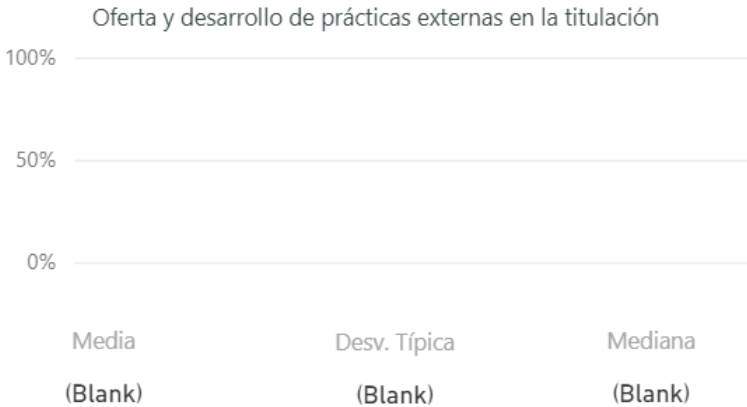 Oferta y desarrollo de prácticas externas en la titulación
100%
50%
0%
Media Desv. Típica Mediana
(Blank) (Blank) (Blank)